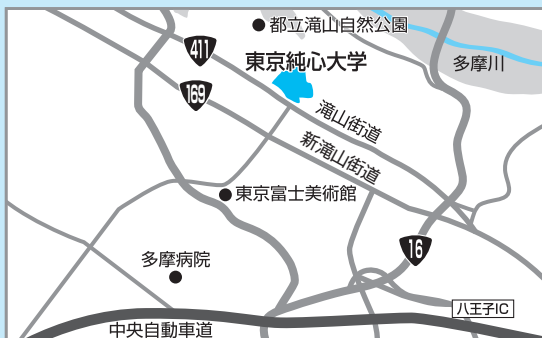 都立滝山自然公園
411
東京純心大学
多摩川
169
滝山街道
新滝山街道
東京富士美術館
16
多摩病院
八王子IC
中央自動車道